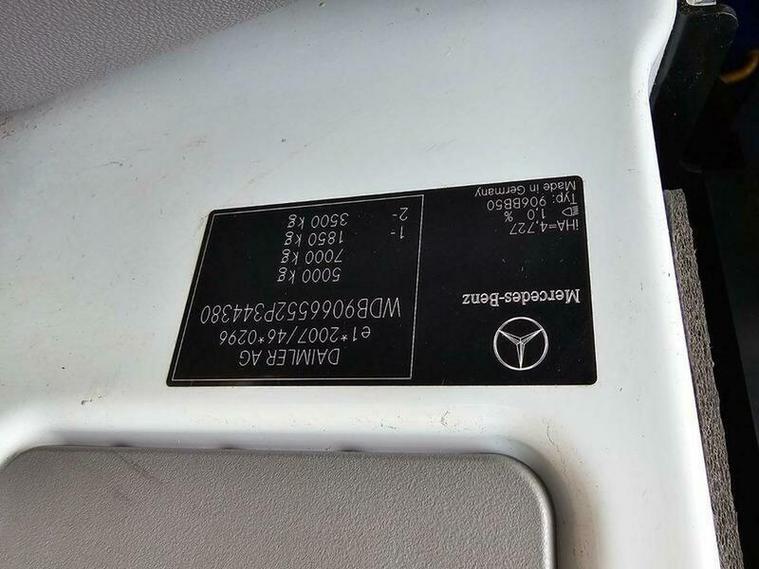 DAIMLER AG
e1*2007/46*0296
WDB9066552P344380
5000 kg
7000 kg
1- 1850 kg
2- 3500 kg
Mercedes-Benz
iHA=4,727
1,0 %
Typ: 906BB50
Made in Germany